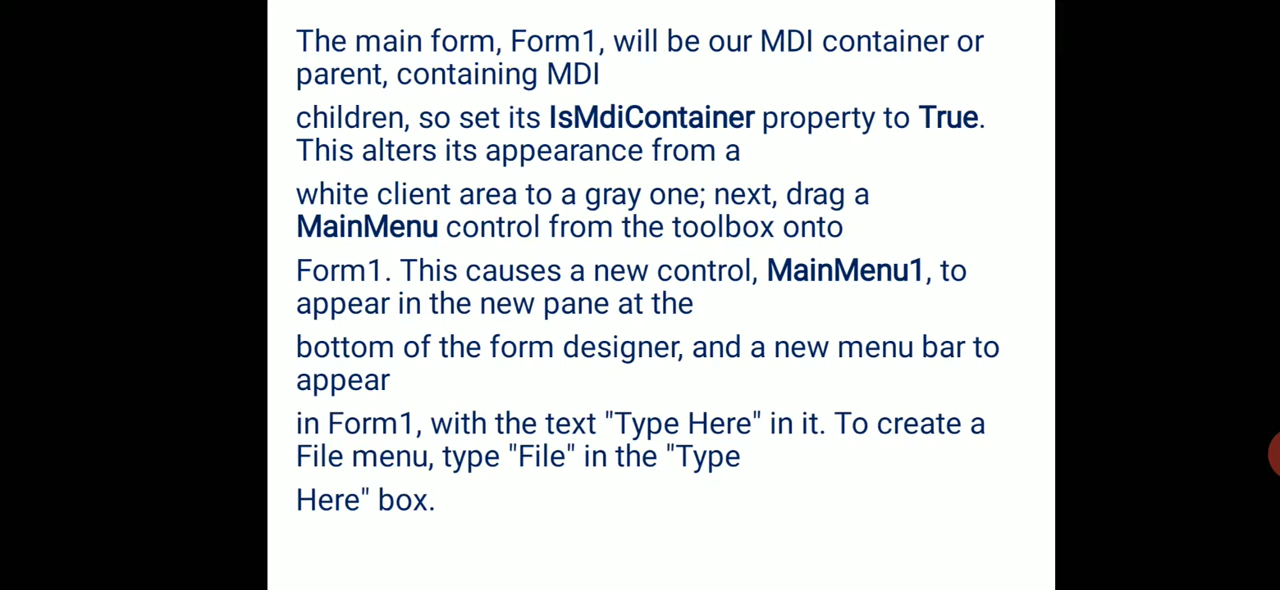 The main form, Form1, will be our MDI container or
parent, containing MDI
children, so set its IsMdiContainer property to True.
This alters its appearance from a
white client area to a gray one; next, drag a
MainMenu control from the toolbox onto
Form1. This causes a new control, MainMenu1, to
appear in the new pane at the
bottom of the form designer, and a new menu bar to
appear
in Form1, with the text "Type Here" in it. To create a
File menu, type "File" in the "Type
Here" box.